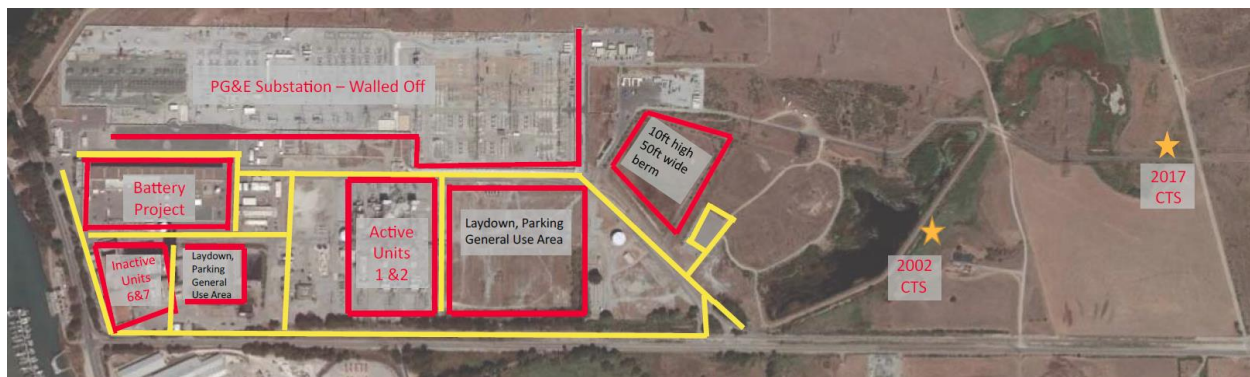 PG&E Substation – Walled Off
10ft high
50ft wide
berm
2017
CTS
Battery
Project
Active
Units
1 &2
Laydown, Parking
General Use Area
Inactive
Units
6&7
Laydown,
Parking
General
Use Area
2002
CTS